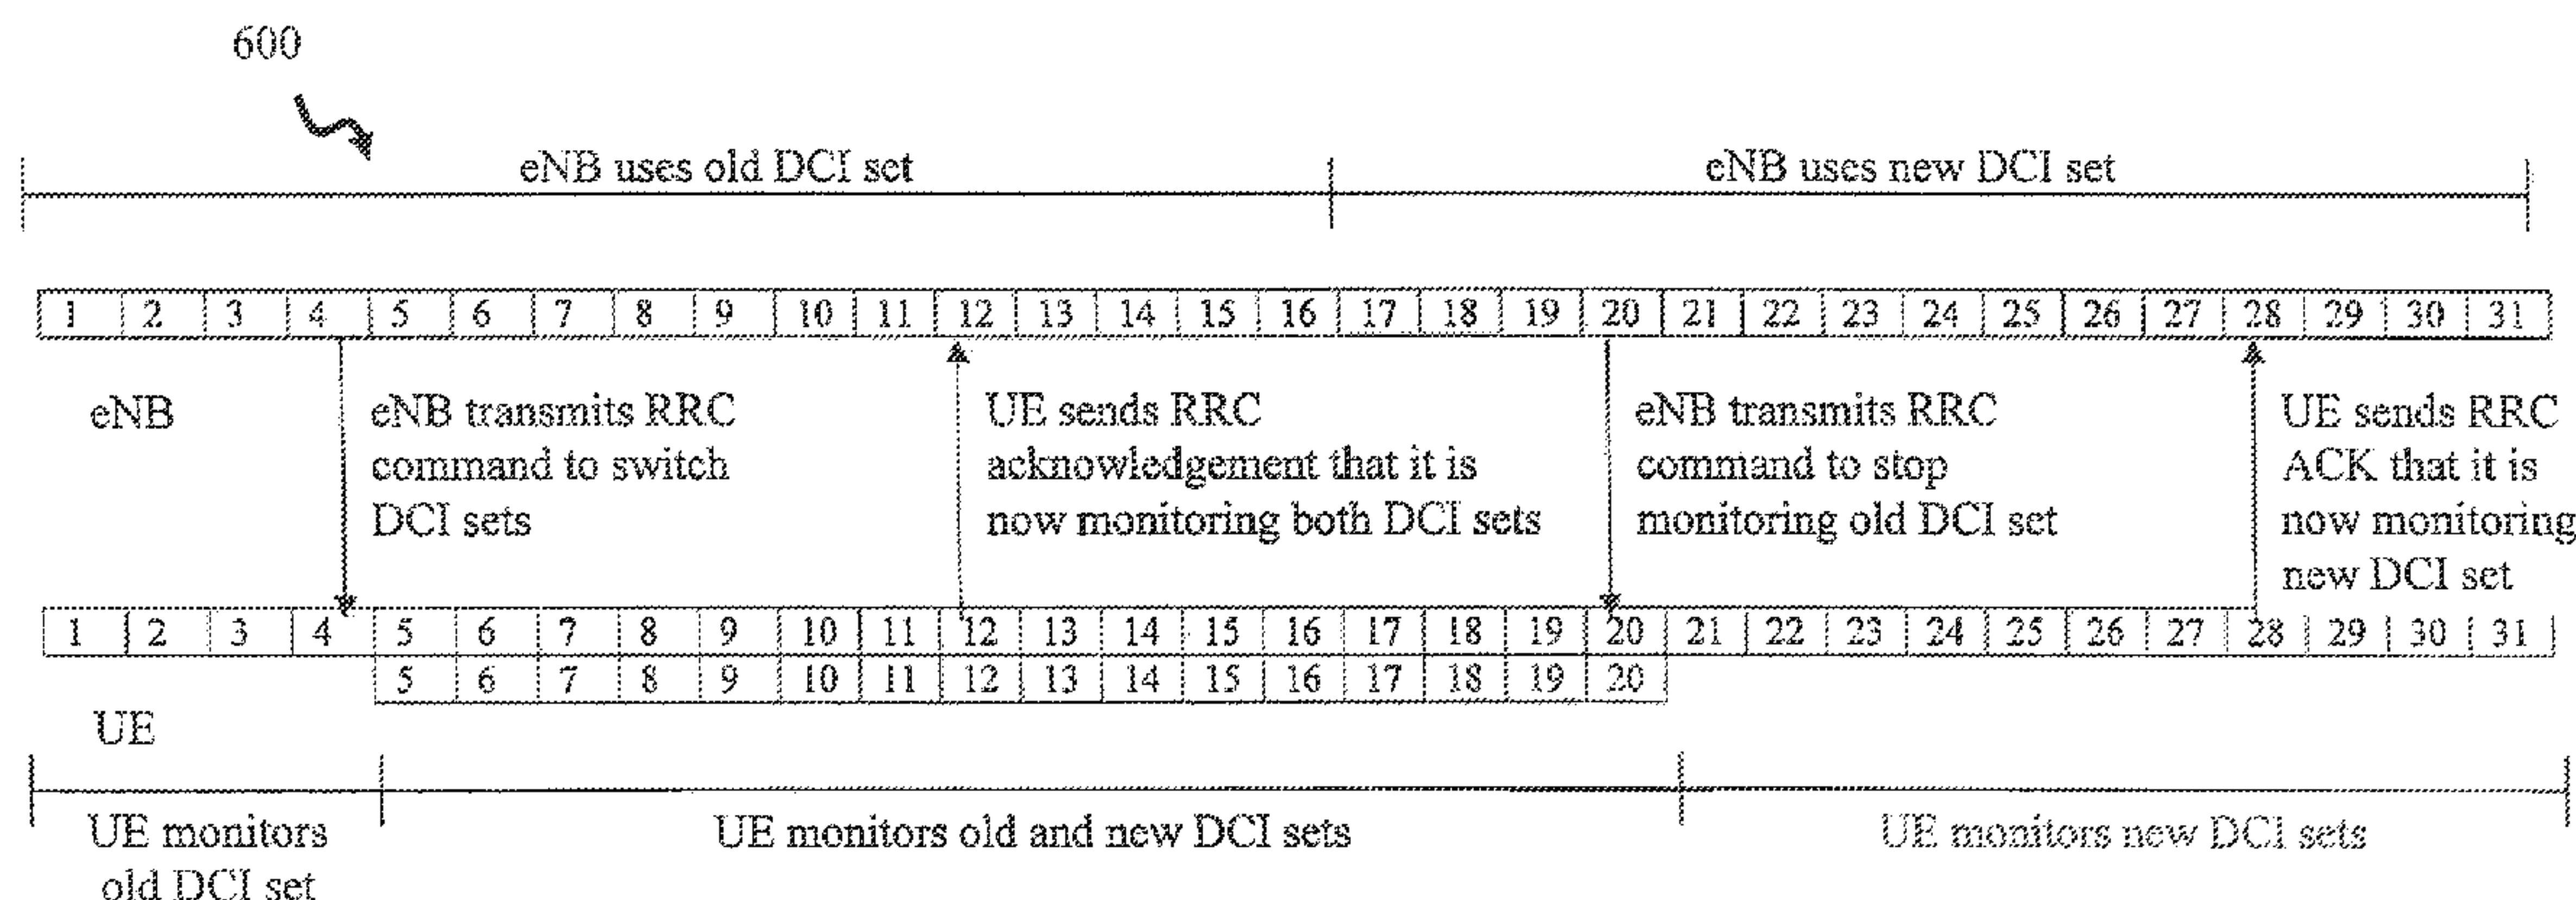 600
eNB uses old DCI set
eNB uses new DCI set
1 2 3 4 5 6 7 8 9 10 11 12 13 14 15 16 17 18 19 20 21 22 23 24 25 26 27 28 29 30 31
eNB
eNB transmits RRC
command to switch
DCI sets
UE sends RRC
acknowledgement that it is
now monitoring both DCI sets
eNB transmits RRC
command to stop
monitoring old DCI set
UE sends RRC
ACK that it is
now monitoring
new DCI set
1 2 3 4 5 6 7 8 9 10 11 12 13 14 15 16 17 18 19 20 21 22 23 24 25 26 27 28 29 30 31
5 6 7 8 9 10 11 12 13 14 15 16 17 18 19 20
UE
UE monitors
old DCI set
UE monitors old and new DCI sets
UE monitors new DCI sets